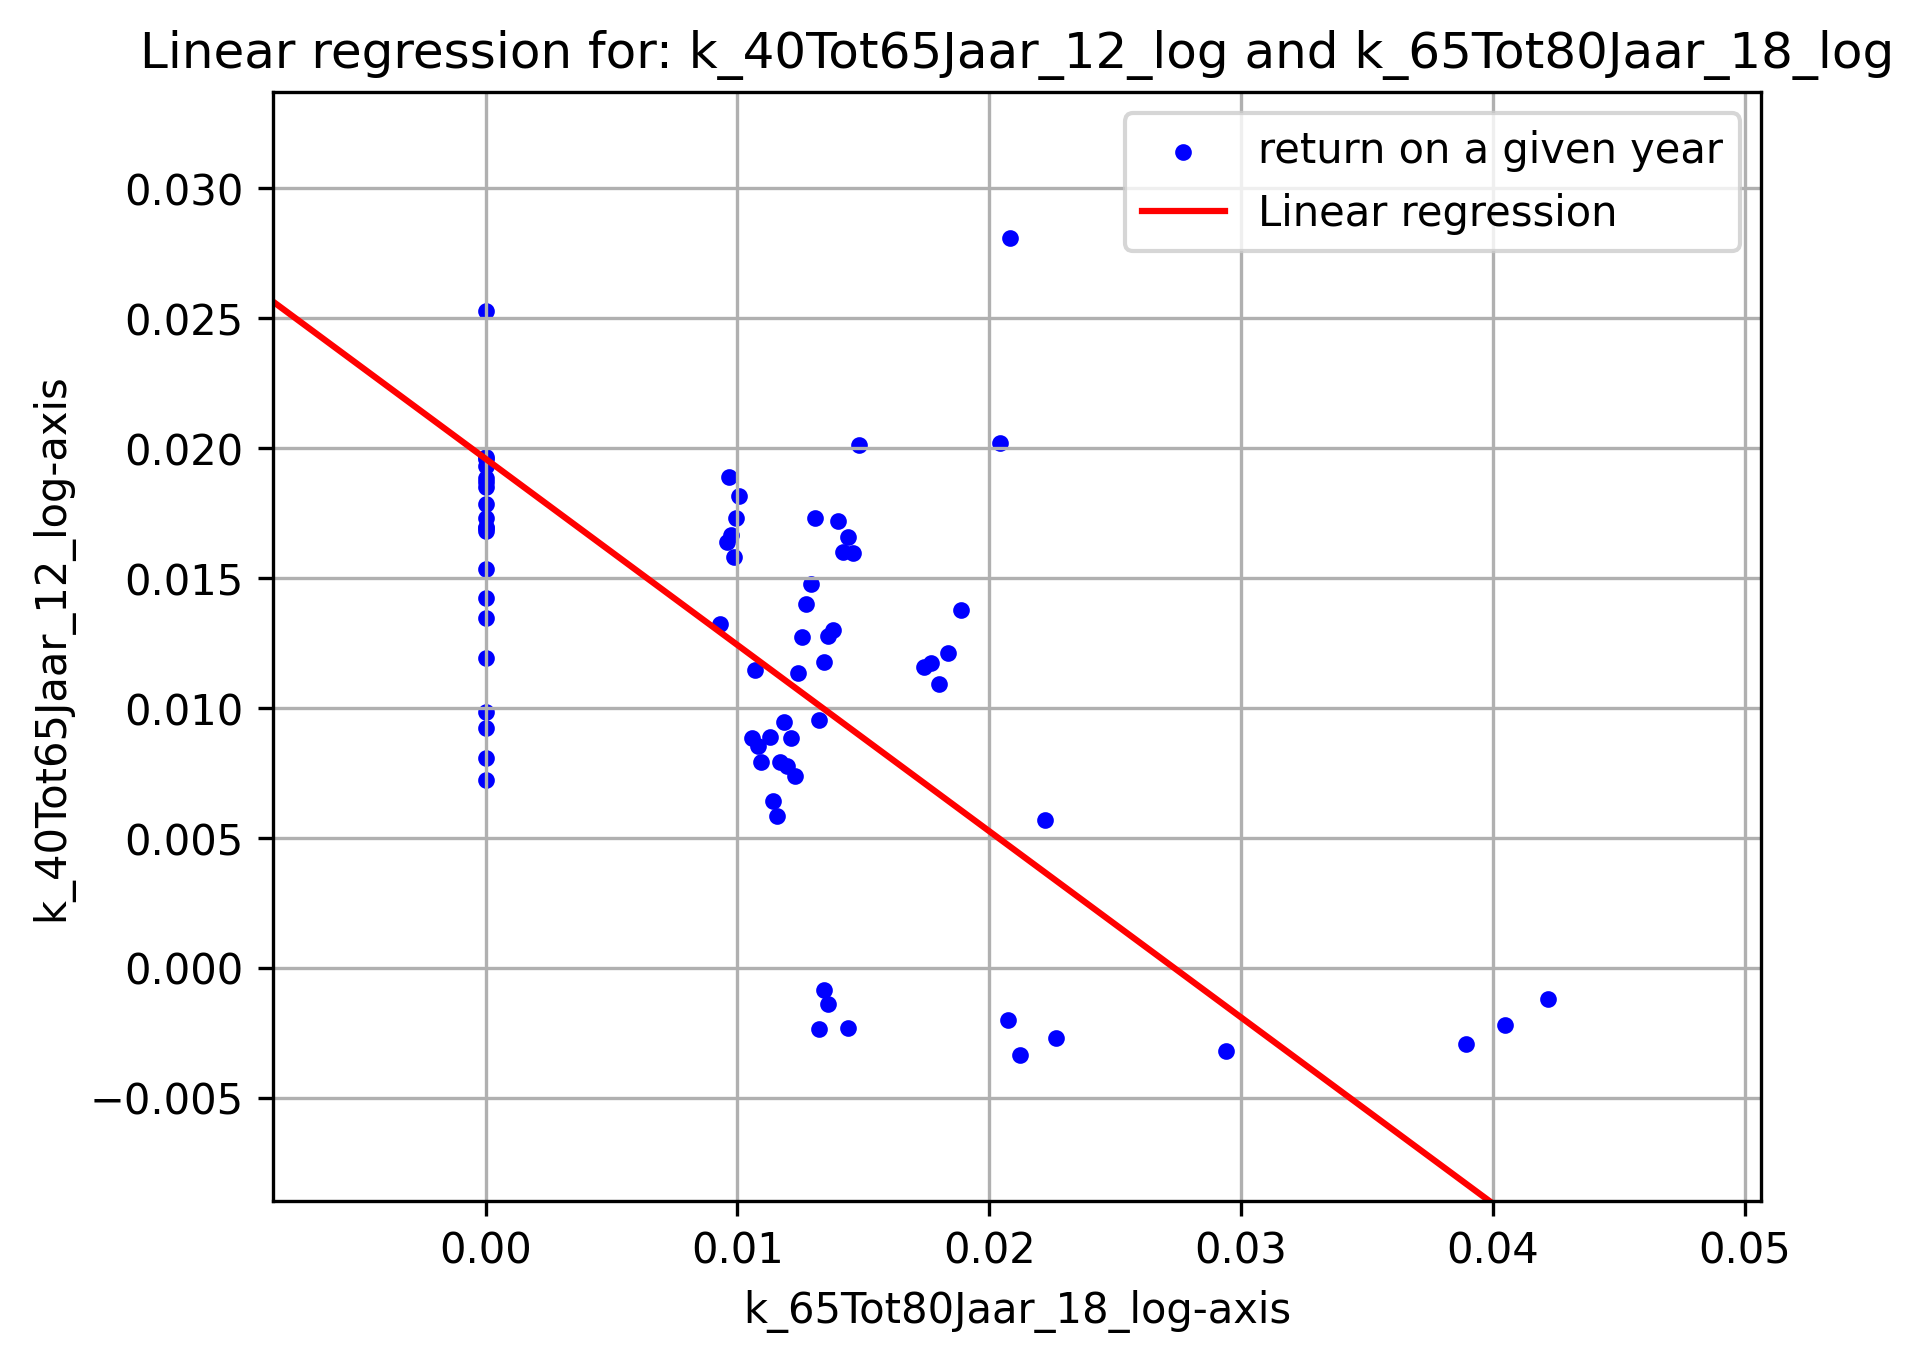 Linear regression for: k_40Tot65Jaar_12_log and k_65Tot80Jaar_18_log
return on a given year
Linear regression
0.030
0.025
0.020
0.015
0.010
0.005
0.000
−0.005
k_40Tot65Jaar_12_log-axis
0.00 0.01 0.02 0.03 0.04 0.05
k_65Tot80Jaar_18_log-axis